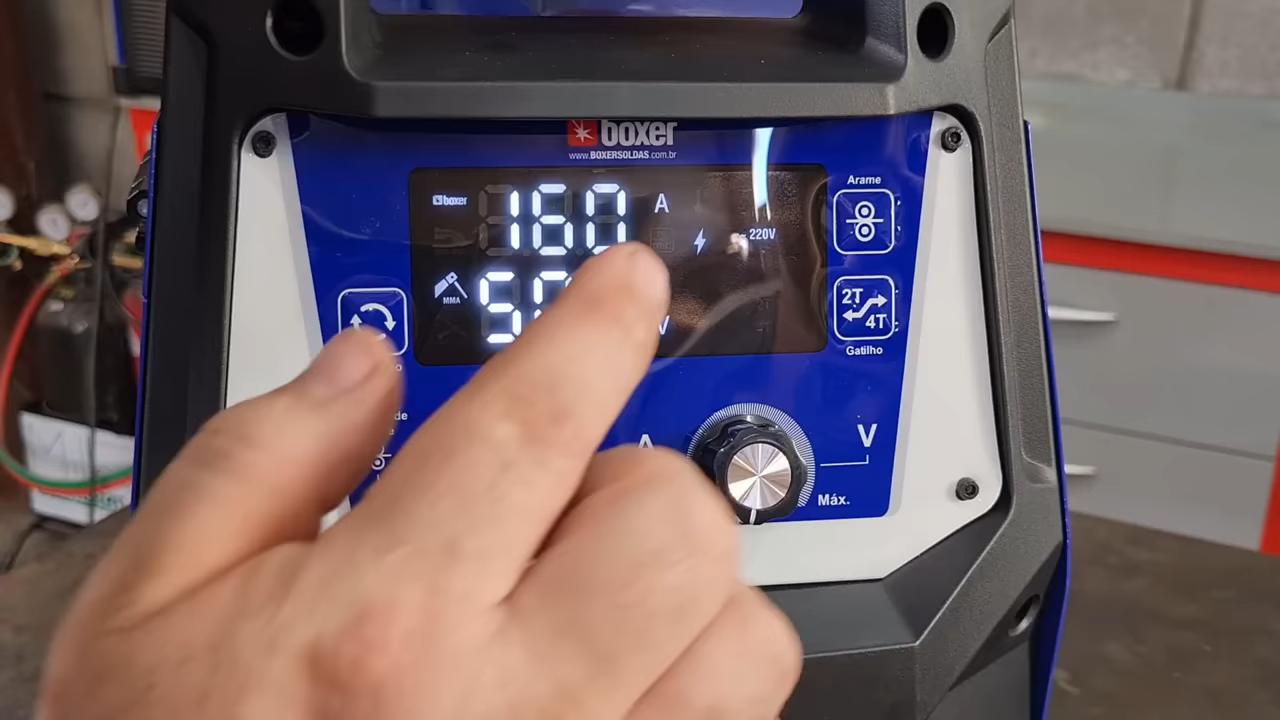 boxer
www.BOXERSOLDAS.com.br
boxer
160 A
220V
MMA
V
Arame
2T
4T
Gatilho
A
V
Máx.